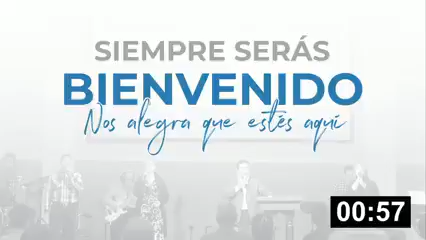 SIEMPRE SERÁS
BIENVENIDO
Nos alegra que estés aquí
00:57